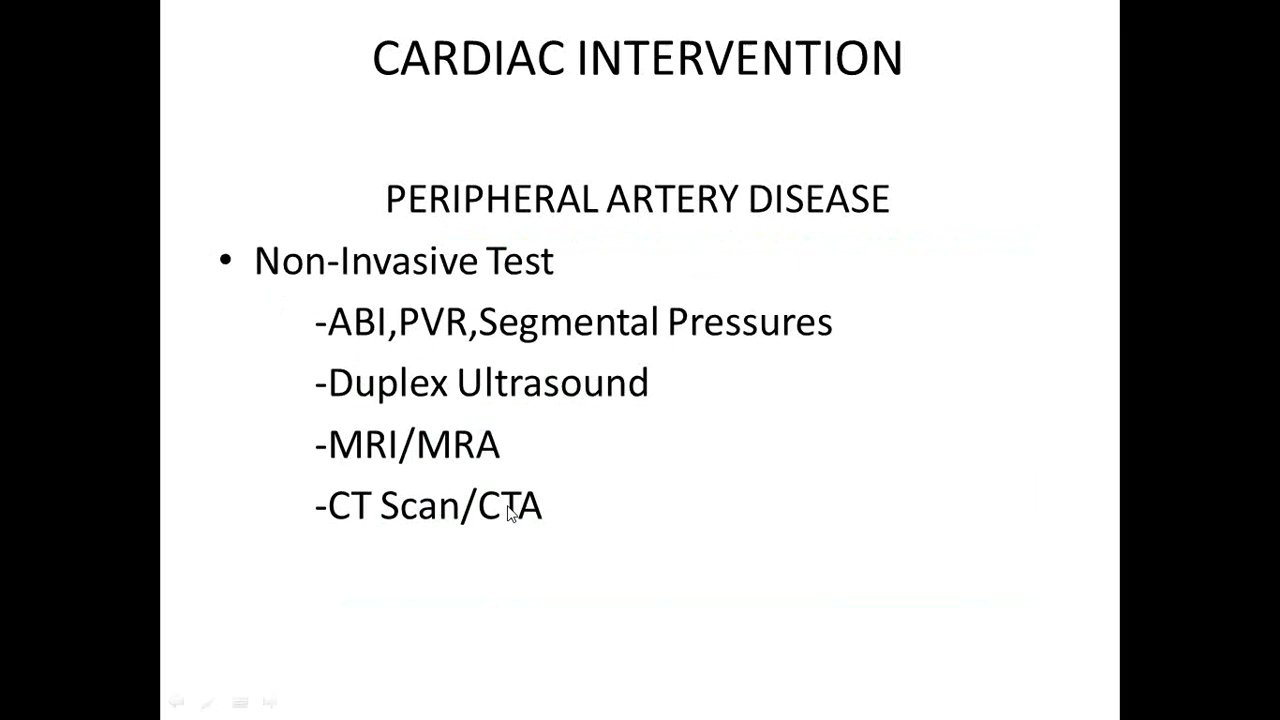 CARDIAC INTERVENTION
PERIPHERAL ARTERY DISEASE
• Non-Invasive Test
-ABI,PVR,Segmental Pressures
-Duplex Ultrasound
-MRI/MRA
-CT Scan/CTA